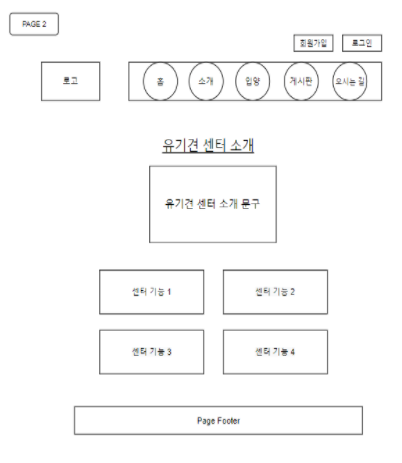 PAGE 2
회원가입 로그인
로고 홈 소개 입양 게시판 오시는 길
유기견 센터 소개
유기견 센터 소개 문구
센터 기능 1 센터 기능 2
센터 기능 3 센터 기능 4
Page Footer